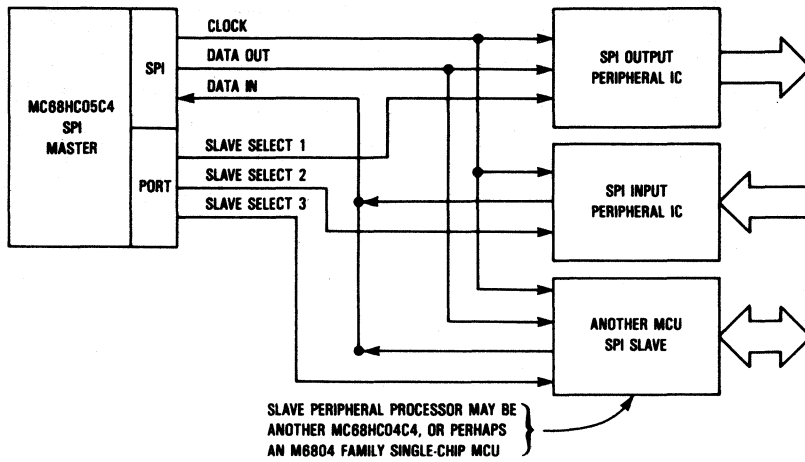 CLOCK
DATA OUT
DATA IN
SPI
MC68HC05C4
SPI
MASTER
PORT
SLAVE SELECT 1
SLAVE SELECT 2
SLAVE SELECT 3
SPI OUTPUT
PERIPHERAL IC
SPI INPUT
PERIPHERAL IC
ANOTHER MCU
SPI SLAVE
SLAVE PERIPHERAL PROCESSOR MAY BE
ANOTHER MC68HC04C4, OR PERHAPS
AN M6804 FAMILY SINGLE-CHIP MCU